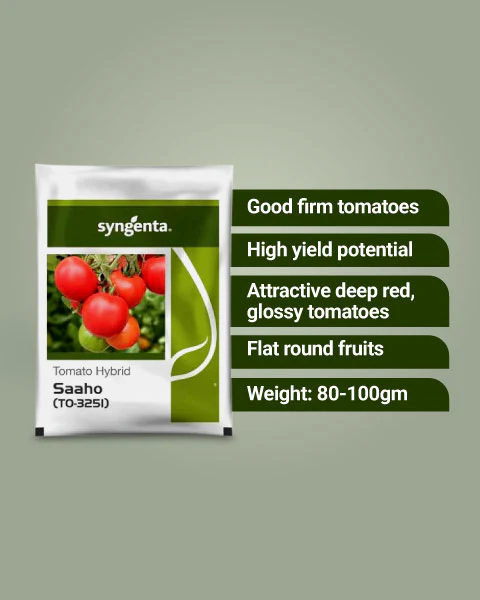 syngenta.
Tomato Hybrid
Saaho
(TO-3251)
Good firm tomatoes
High yield potential
Attractive deep red,
glossy tomatoes
Flat round fruits
Weight: 80-100gm